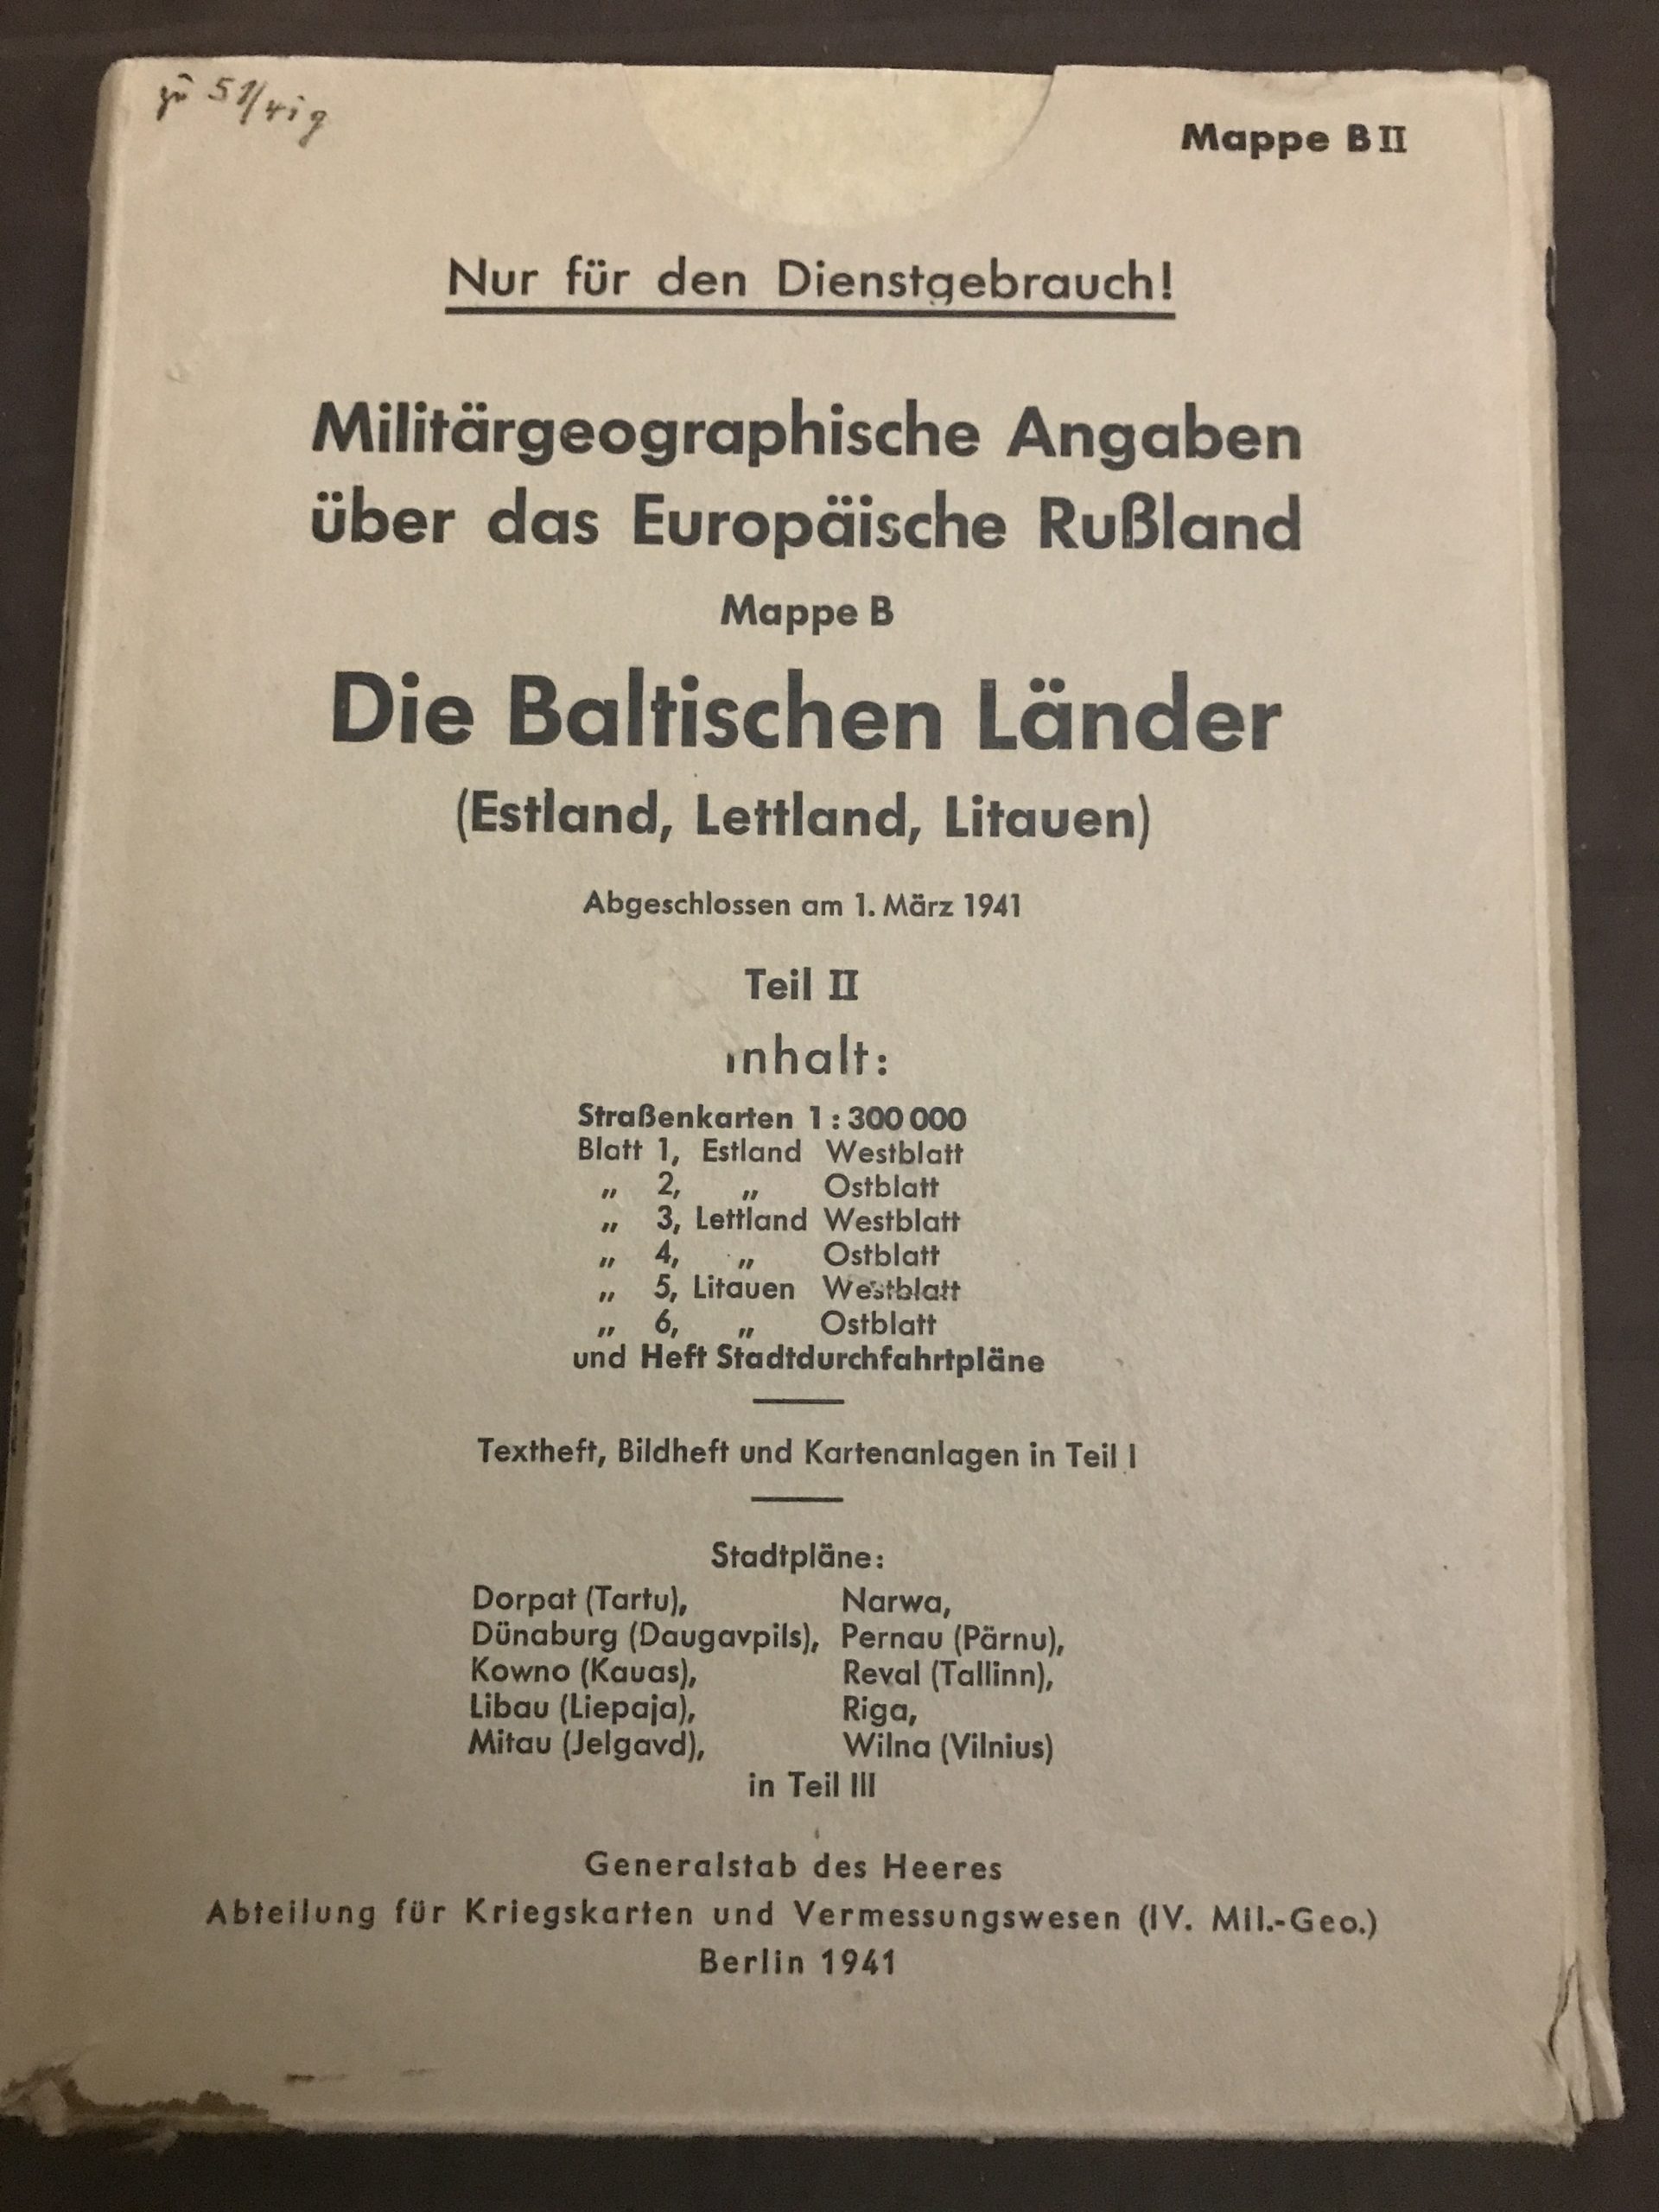 zu 51/rig
Mappe B II
Nur für den Dienstgebrauch!
Militärgeographische Angaben
über das Europäische Rußland
Mappe B
Die Baltischen Länder
(Estland, Lettland, Litauen)
Abgeschlossen am 1. März 1941
Teil II
Inhalt:
Straßenkarten 1 : 300 000
Blatt 1, Estland Westblatt
„ 2, „ Ostblatt
„ 3, Lettland Westblatt
„ 4, „ Ostblatt
„ 5, Litauen Westblatt
„ 6, „ Ostblatt
und Heft Stadtdurchfahrtpläne
Textheft, Bildheft und Kartenanlagen in Teil I
Stadtpläne:
Dorpat (Tartu), Narwa,
Dünaburg (Daugavpils), Pernau (Pärnu),
Kowno (Kauas), Reval (Tallinn),
Libau (Liepaja), Riga,
Mitau (Jelgavd), Wilna (Vilnius)
in Teil III
Generalstab des Heeres
Abteilung für Kriegskarten und Vermessungswesen (IV. Mil.-Geo.)
Berlin 1941